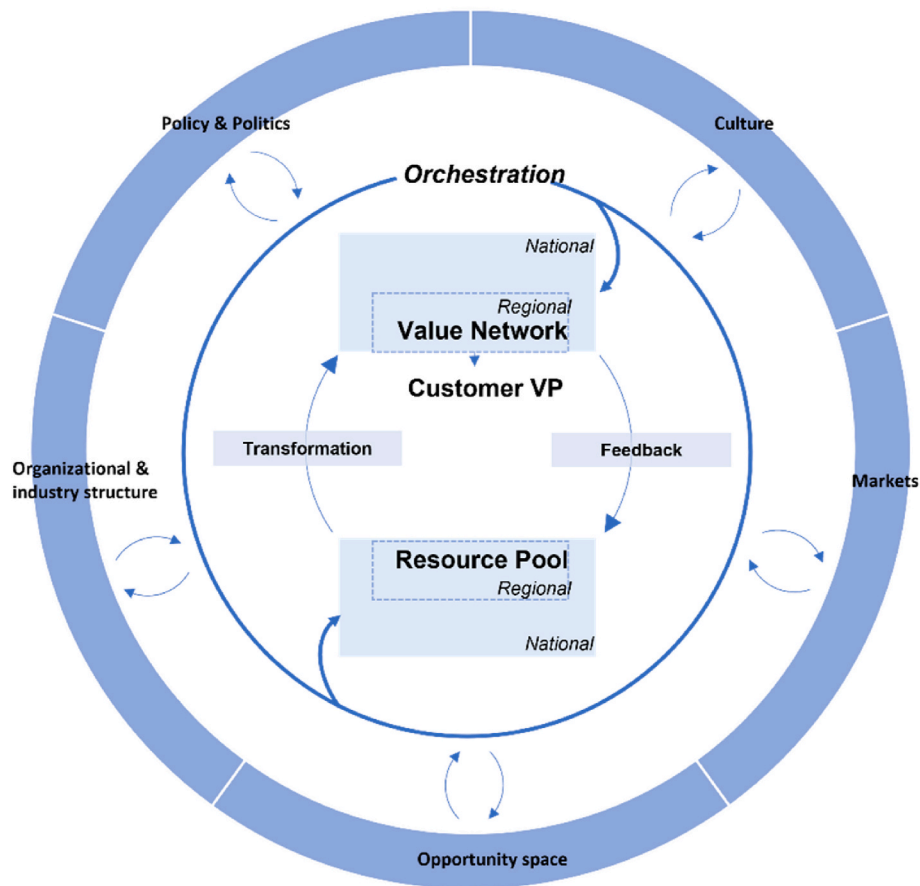 Policy & Politics
Culture
Orchestration
National
Regional
Value Network
Customer VP
Transformation
Feedback
Organizational &
industry structure
Markets
Resource Pool
Regional
National
Opportunity space